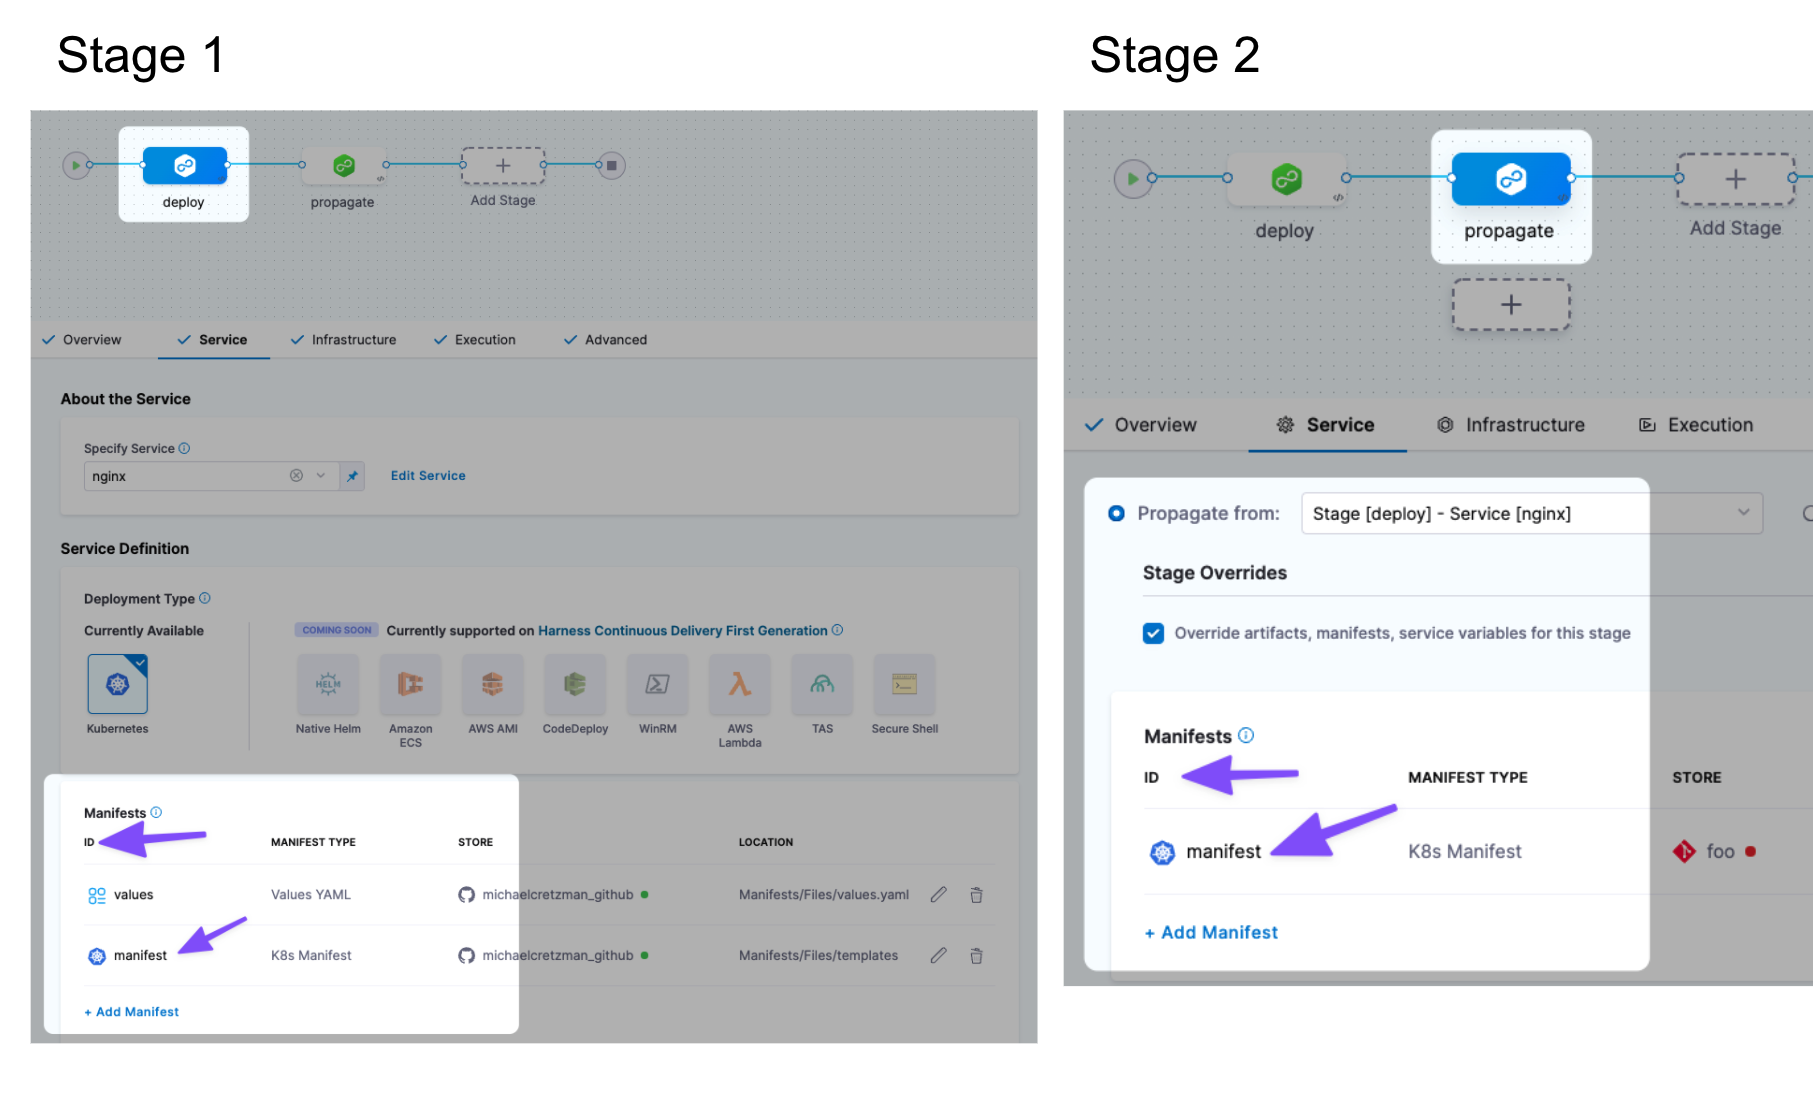 Stage 1
deploy
propagate
Add Stage
Overview
Service
Infrastructure
Execution
Advanced
About the Service
Specify Service
nginx
Edit Service
Service Definition
Deployment Type
Currently Available
COMING SOON Currently supported on Harness Continuous Delivery First Generation
HELM
Kubernetes
Native Helm
Amazon
ECS
AWS AMI
CodeDeploy
WinRM
AWS
Lambda
TAS
Secure Shell
Manifests
ID MANIFEST TYPE STORE LOCATION
values Values YAML michaelcretzman_github Manifests/Files/values.yaml
manifest K8s Manifest michaelcretzman_github Manifests/Files/templates
+ Add Manifest
Stage 2
deploy
propagate
Add Stage
Overview
Service
Infrastructure
Execution
Propagate from: Stage [deploy] - Service [nginx]
Stage Overrides
Override artifacts, manifests, service variables for this stage
Manifests
ID MANIFEST TYPE STORE
manifest K8s Manifest foo
+ Add Manifest